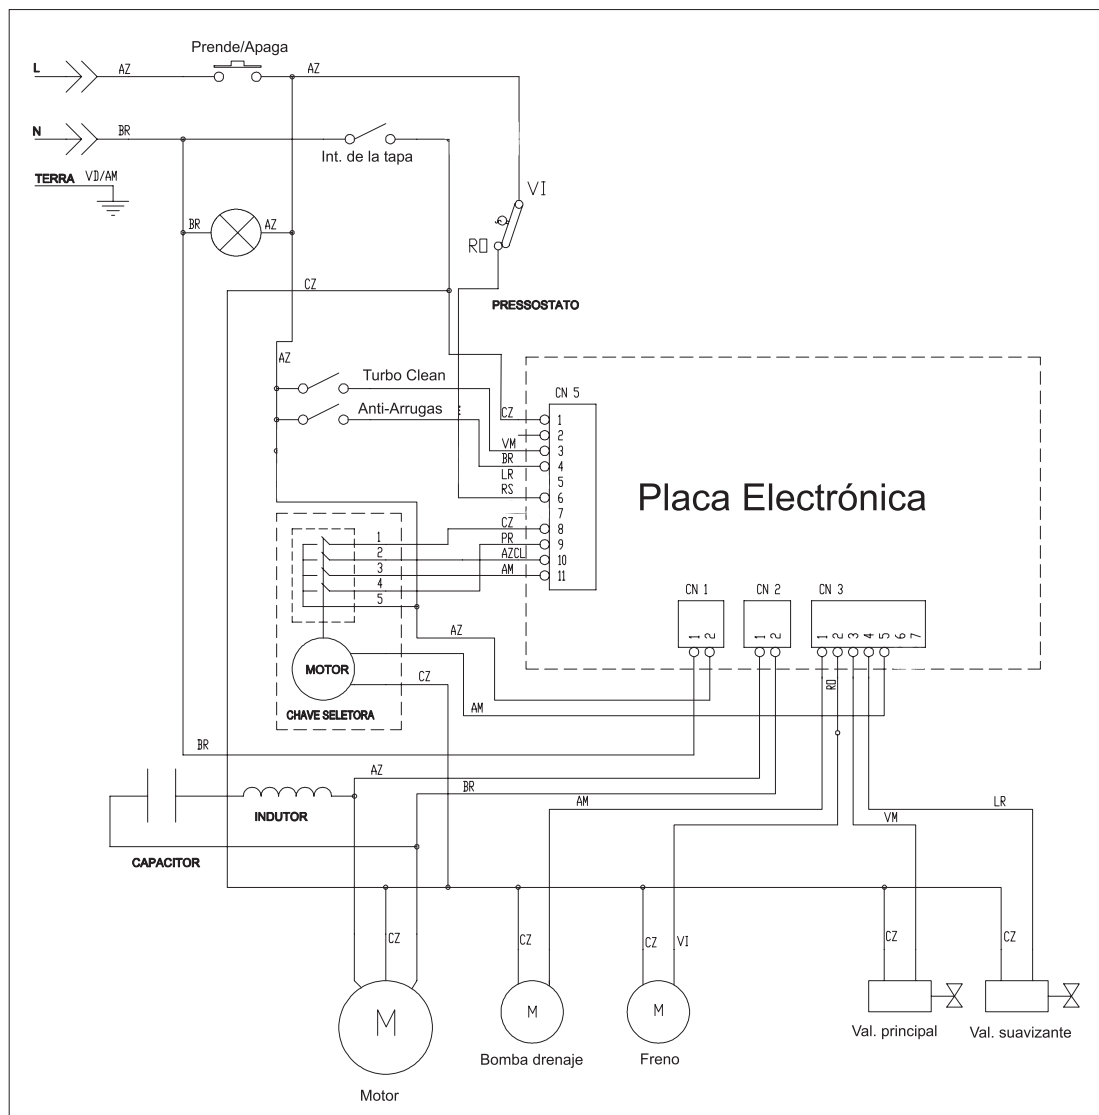 Prende/Apaga
L AZ AZ
N BR
Int. de la tapa
TERRA VD/AM
VI
BR AZ
RO
CZ
PRESSOSTATO
AZ
Turbo Clean
CN 5
Anti-Arrugas
CZ 1
2
VM 3
BR 4
LR 5
RS 6
Placa Electrónica
7
CZ 8
1
PR 9
2 AZCL 10
3 AM 11
4
5
CN 1 CN 2 CN 3
1 2 1 2 1 2 3 4 5 6 7
AZ
MOTOR
CZ
RO
CHAVE SELETORA
AM
BR
AZ
BR
AM
LR
INDUTOR
VM
CAPACITOR
CZ CZ CZ VI CZ CZ
M M M
Val. principal Val. suavizante
Bomba drenaje Freno
Motor